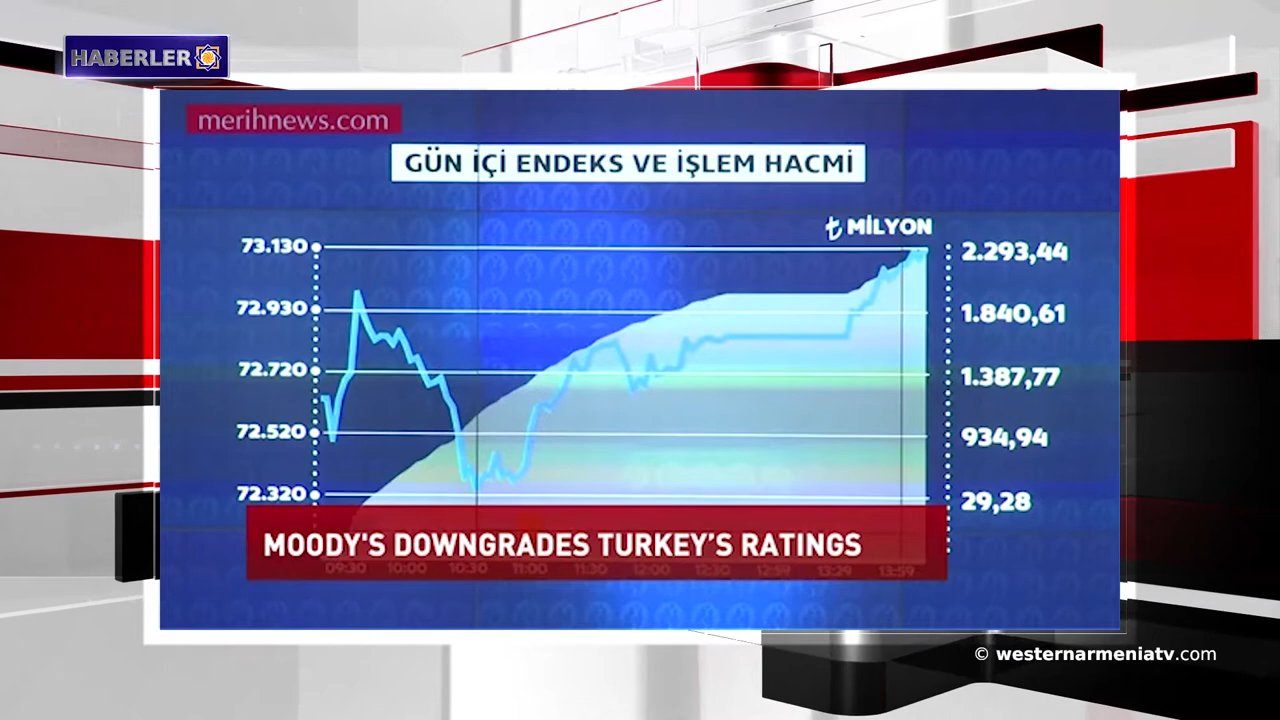 HABERLER
merihnews.com
GÜN İÇİ ENDEKS VE İŞLEM HACMİ
₺ MİLYON
73.130 2.293,44
72.930 1.840,61
72.720 1.387,77
72.520 934,94
72.320 29,28
MOODY'S DOWNGRADES TURKEY'S RATINGS
09:30 10:00 10:30 11:00 11:30 12:00 12:30 12:59 13:29 13:59
© westernarmeniatv.com